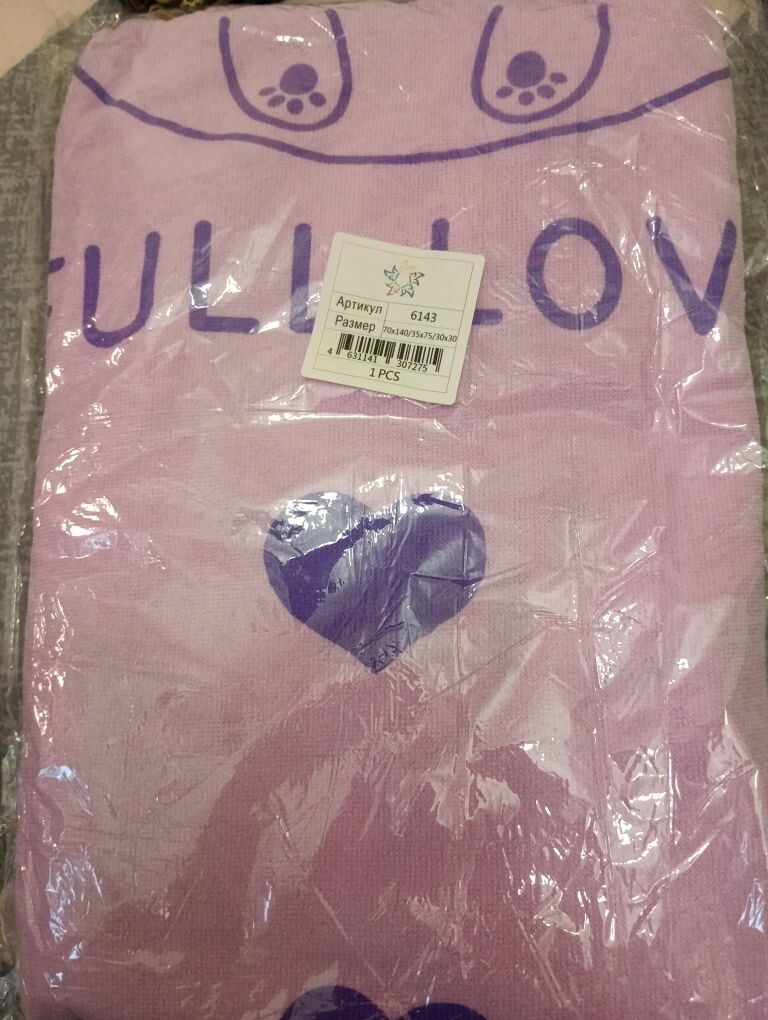 FULL LOV
Артикул 6143
Размер 70x140/35x75/30x30
4 631141 307275
1 PCS